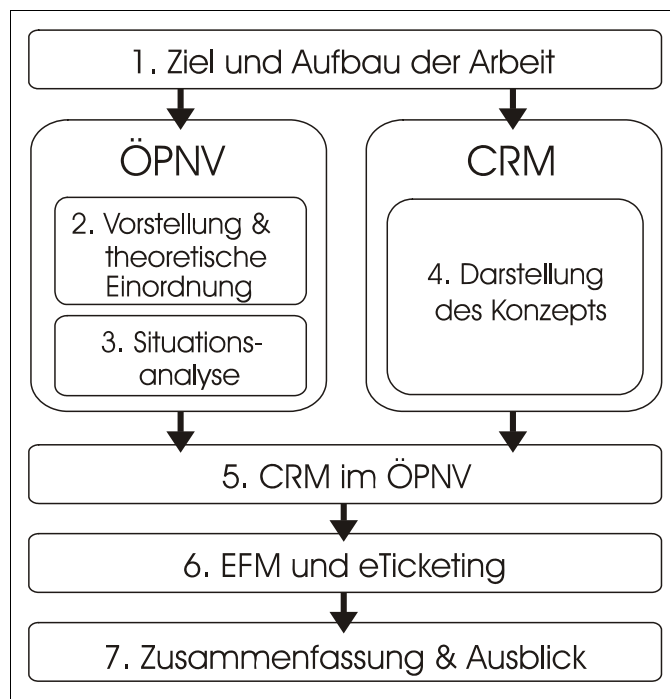 1. Ziel und Aufbau der Arbeit
ÖPNV
2. Vorstellung &
theoretische
Einordnung
3. Situations-
analyse
CRM
4. Darstellung
des Konzepts
5. CRM im ÖPNV
6. EFM und eTicketing
7. Zusammenfassung & Ausblick